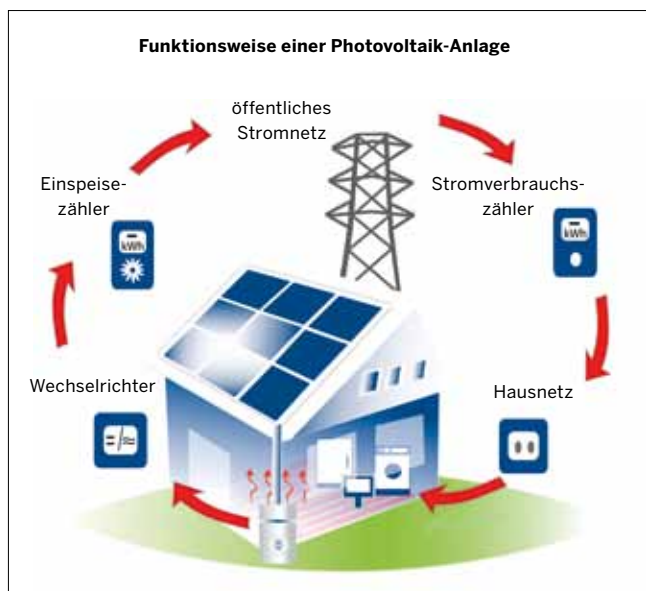 Funktionsweise einer Photovoltaik-Anlage
öffentliches
Stromnetz
Einspeise-
zähler
kWh
Stromverbrauchs-
zähler
kWh
Wechselrichter
Hausnetz